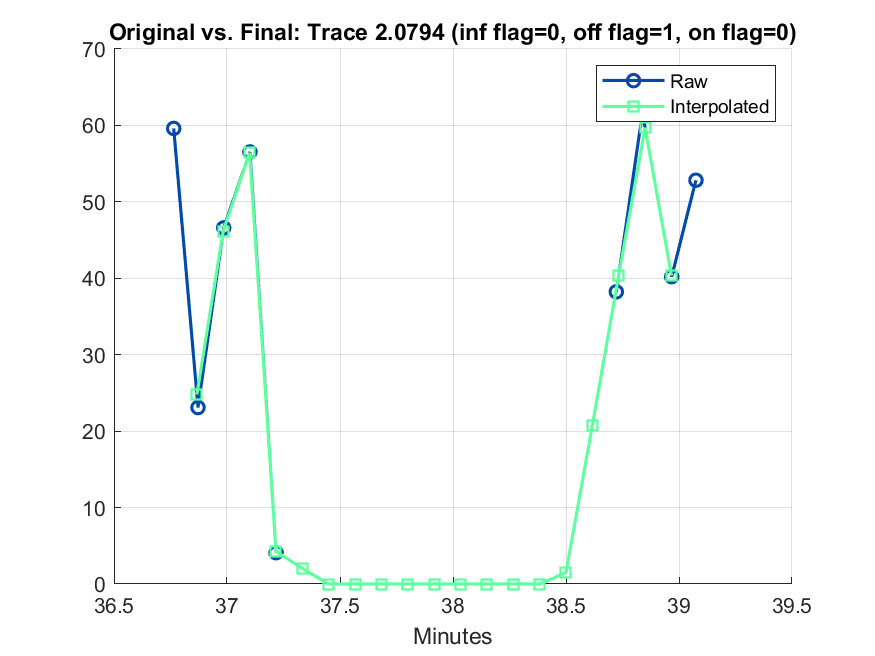 Original vs. Final: Trace 2.0794 (inf flag=0, off flag=1, on flag=0)
Raw
Interpolated
70
60
50
40
30
20
10
0
36.5 37 37.5 38 38.5 39 39.5
Minutes